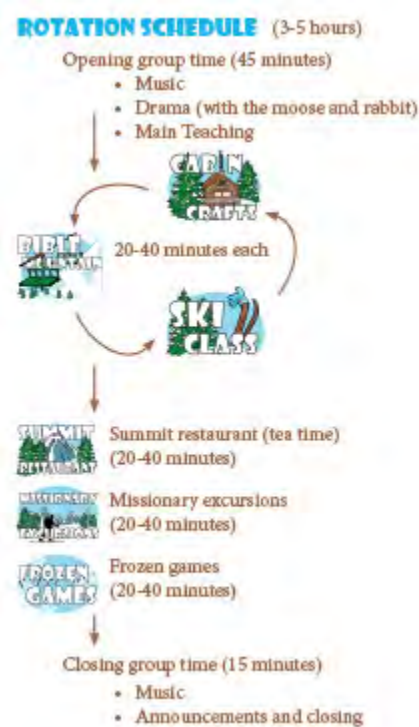 ROTATION SCHEDULE (3-5 hours)
Opening group time (45 minutes)
• Music
• Drama (with the moose and rabbit)
• Main Teaching
CABIN
CRAFTS
BIBLE
MOUNTAIN
20-40 minutes each
SKI
CLASS
SUMMIT
RESTAURANT
Summit restaurant (tea time)
(20-40 minutes)
MISSIONARY
EXCURSIONS
Missionary excursions
(20-40 minutes)
FROZEN
GAMES
Frozen games
(20-40 minutes)
Closing group time (15 minutes)
• Music
• Announcements and closing